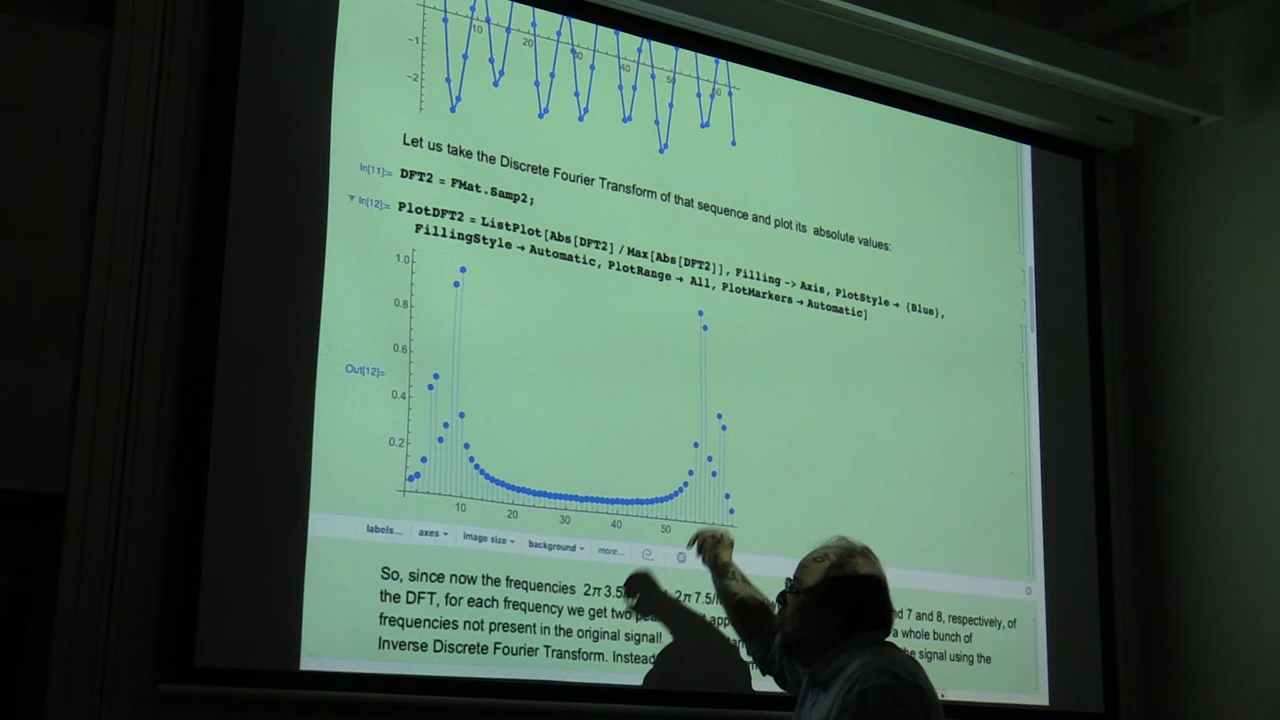 10
20
30
40
50
60
-1
-2
Let us take the Discrete Fourier Transform of that sequence and plot its absolute values:
In[11]:= DFT2 = FMat.Samp2;
In[12]:= PlotDFT2 = ListPlot[Abs[DFT2] / Max[Abs[DFT2]], Filling -> Axis, PlotStyle → {Blue},
FillingStyle → Automatic, PlotRange → All, PlotMarkers → Automatic]
1.0
0.8
0.6
Out[12]=
0.4
0.2
10 20 30 40 50
labels... axes image size background more...
So, since now the frequencies 2π3.5/ 2π7.5/ 7 and 8, respectively, of
the DFT, for each frequency we get two a whole bunch of
frequencies not present in the original signal! signal using the
Inverse Discrete Fourier Transform. Instead